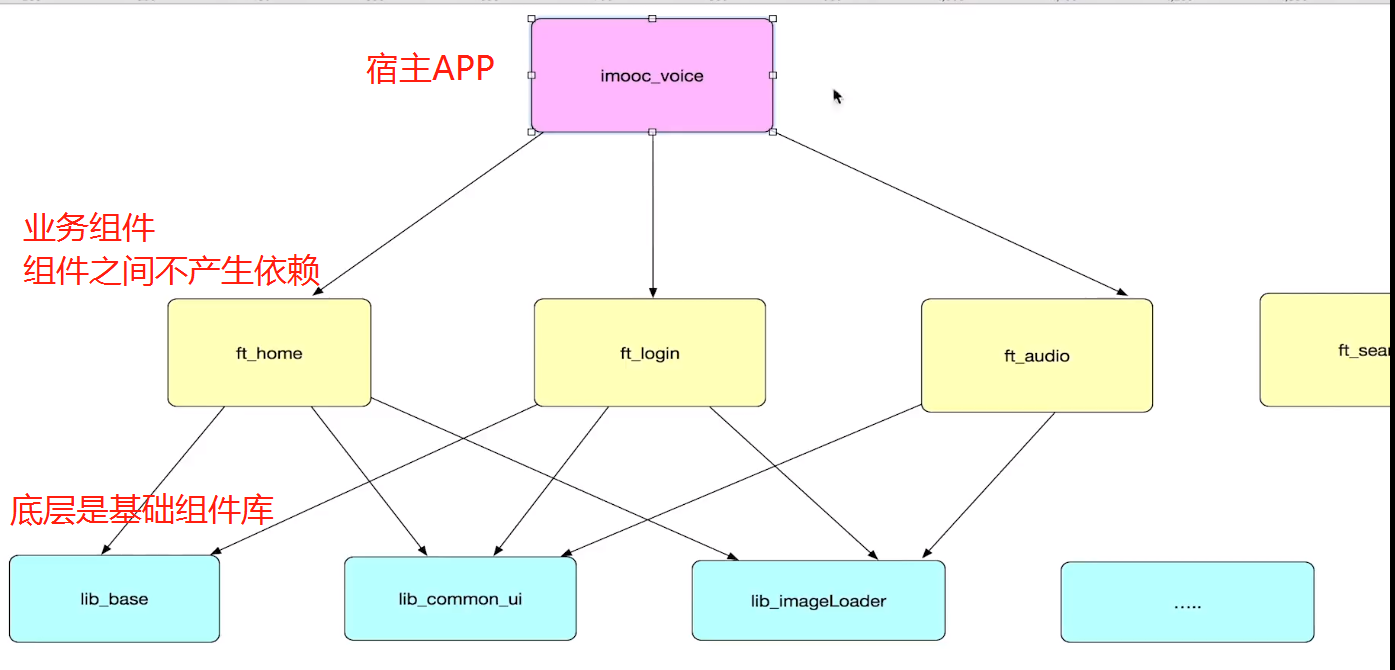 宿主APP
imooc_voice
业务组件
组件之间不产生依赖
ft_home
ft_login
ft_audio
ft_sear
底层是基础组件库
lib_base
lib_common_ui
lib_imageLoader
.....